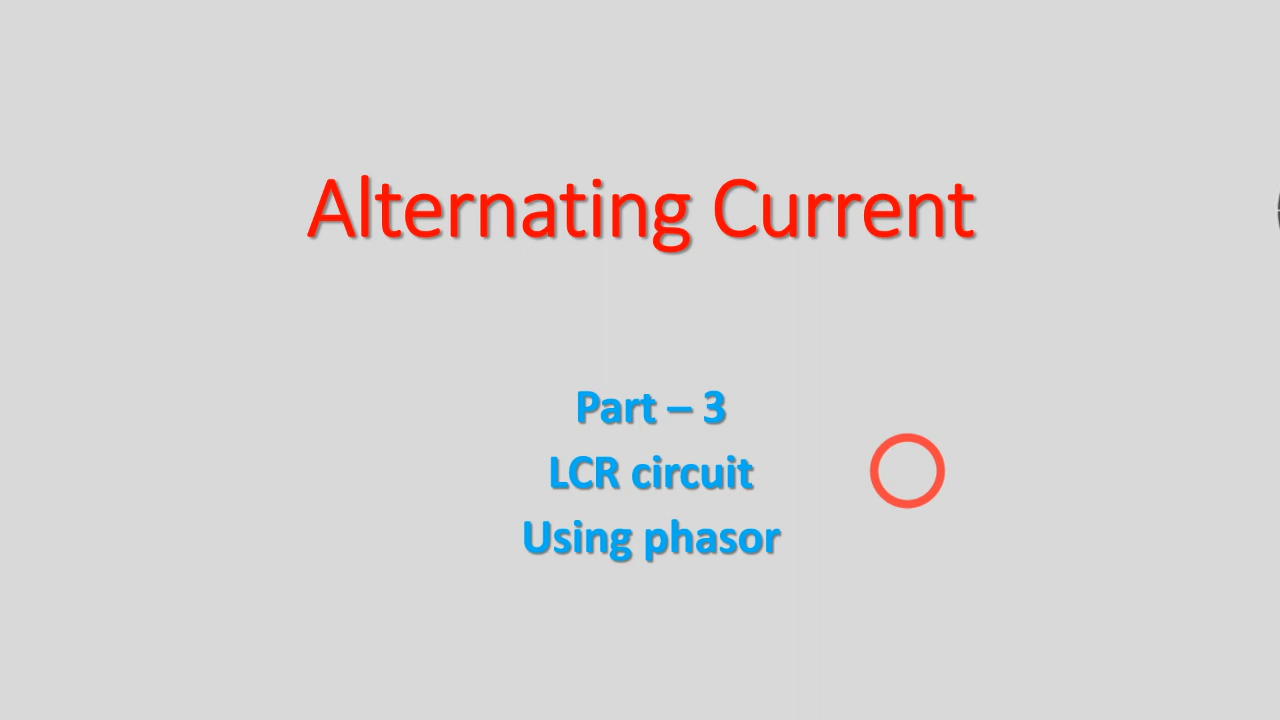 Alternating Current
Part – 3
LCR circuit
Using phasor